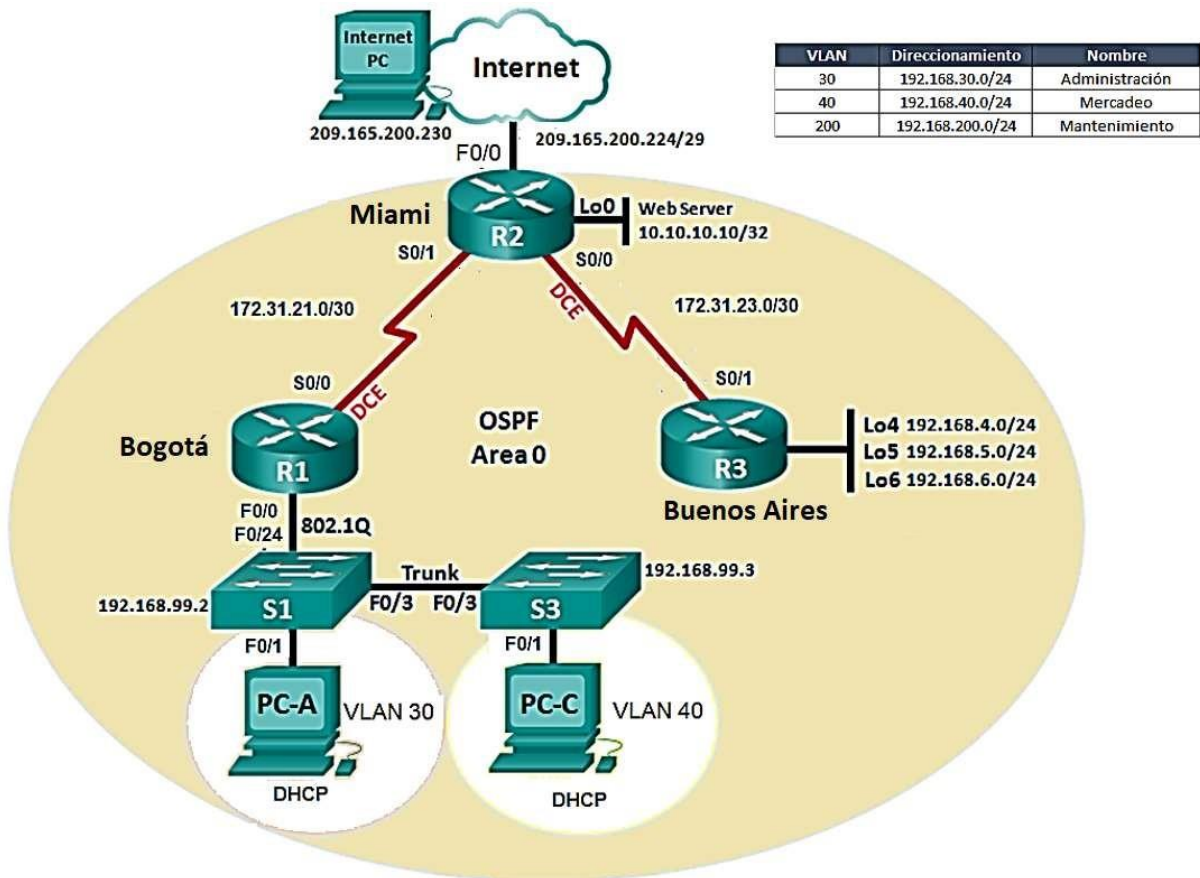 Internet
PC
Internet
209.165.200.230
209.165.200.224/29
F0/0
VLAN Direccionamiento Nombre
30 192.168.30.0/24 Administración
40 192.168.40.0/24 Mercadeo
200 192.168.200.0/24 Mantenimiento
Miami
R2
Lo0
Web Server
10.10.10.10/32
S0/1
S0/0
DCE
172.31.21.0/30
172.31.23.0/30
S0/0
DCE
S0/1
Bogotá
R1
OSPF
Area 0
R3
Buenos Aires
Lo4 192.168.4.0/24
Lo5 192.168.5.0/24
Lo6 192.168.6.0/24
F0/0
F0/24
802.1Q
192.168.99.2
S1
Trunk
F0/3 F0/3
S3
192.168.99.3
F0/1
F0/1
PC-A
VLAN 30
DHCP
PC-C
VLAN 40
DHCP